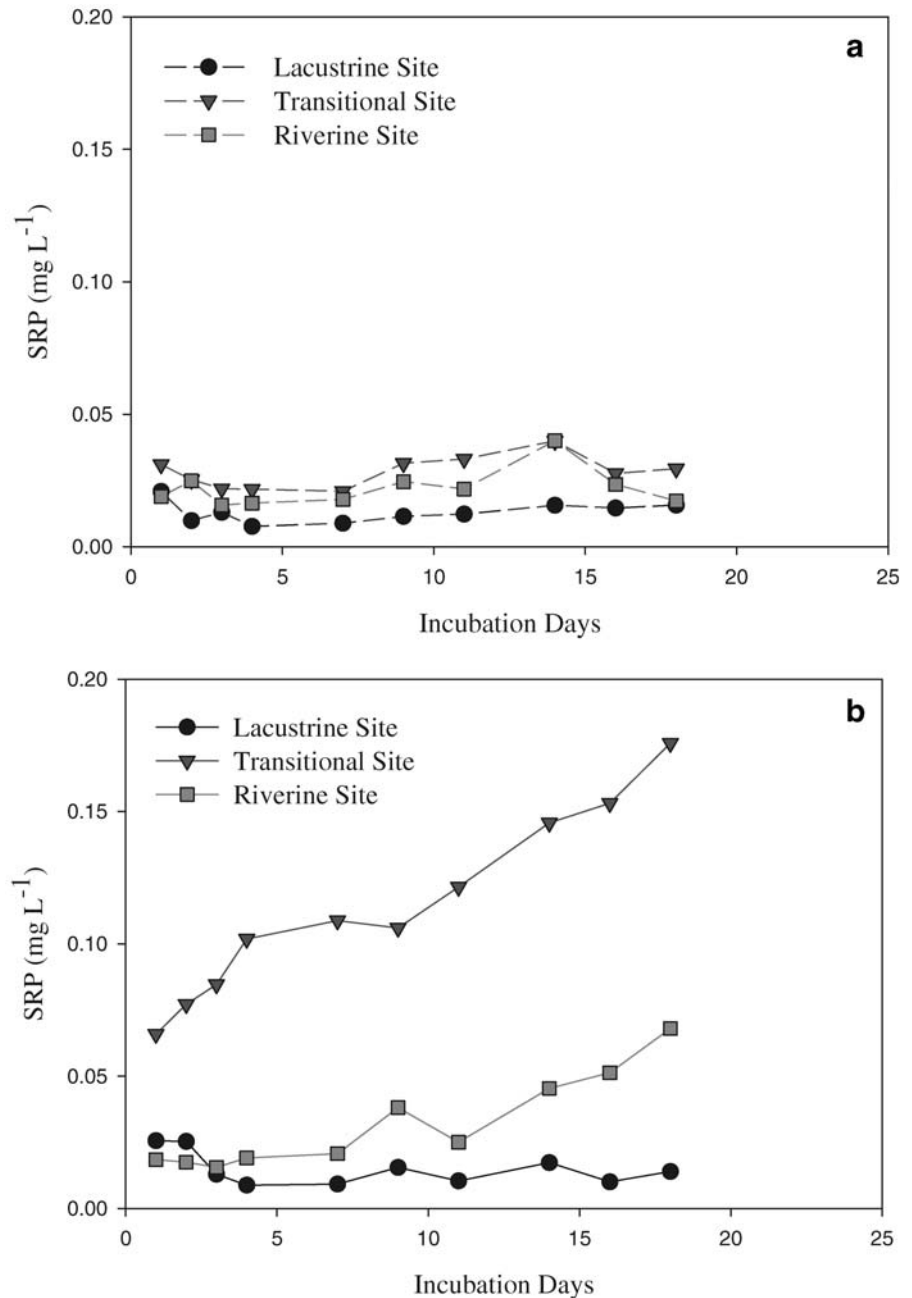 0.20
a
Lacustrine Site
Transitional Site
Riverine Site
0.15
0.10
0.05
0.00
SRP (mg L-1)
0 5 10 15 20 25
Incubation Days
0.20
b
Lacustrine Site
Transitional Site
Riverine Site
0.15
0.10
0.05
0.00
SRP (mg L-1)
0 5 10 15 20 25
Incubation Days